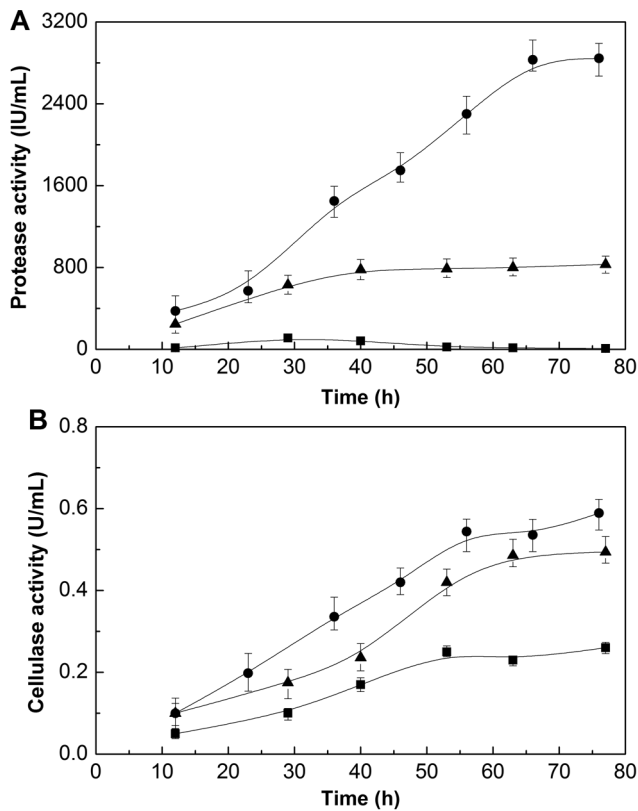 A
3200
2400
1600
800
0
Protease activity (IU/mL)
0 10 20 30 40 50 60 70 80
Time (h)
B
0.8
0.6
0.4
0.2
0.0
Cellulase activity (U/mL)
0 10 20 30 40 50 60 70 80
Time (h)